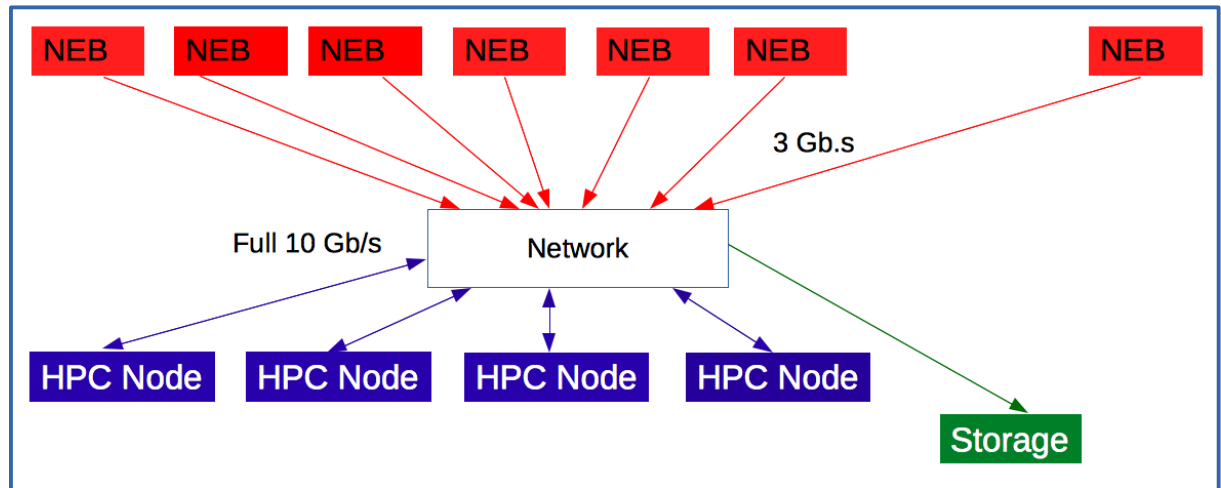 NEB
NEB
NEB
NEB
NEB
NEB
NEB
3 Gb.s
Full 10 Gb/s
Network
HPC Node
HPC Node
HPC Node
HPC Node
Storage